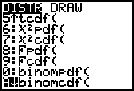 DISTR DRAW
5↑tcdf(
6:X²pdf(
7:X²cdf(
8:Fpdf(
9:Fcdf(
0:binompdf(
A:binomcdf(